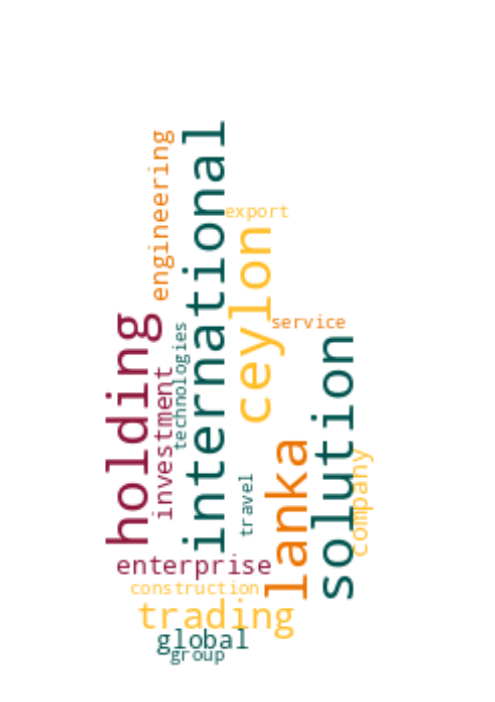 engineering
international
export
ceylon
holding
service
technologies
solution
investment
lanka
company
travel
enterprise
construction
trading
global
group